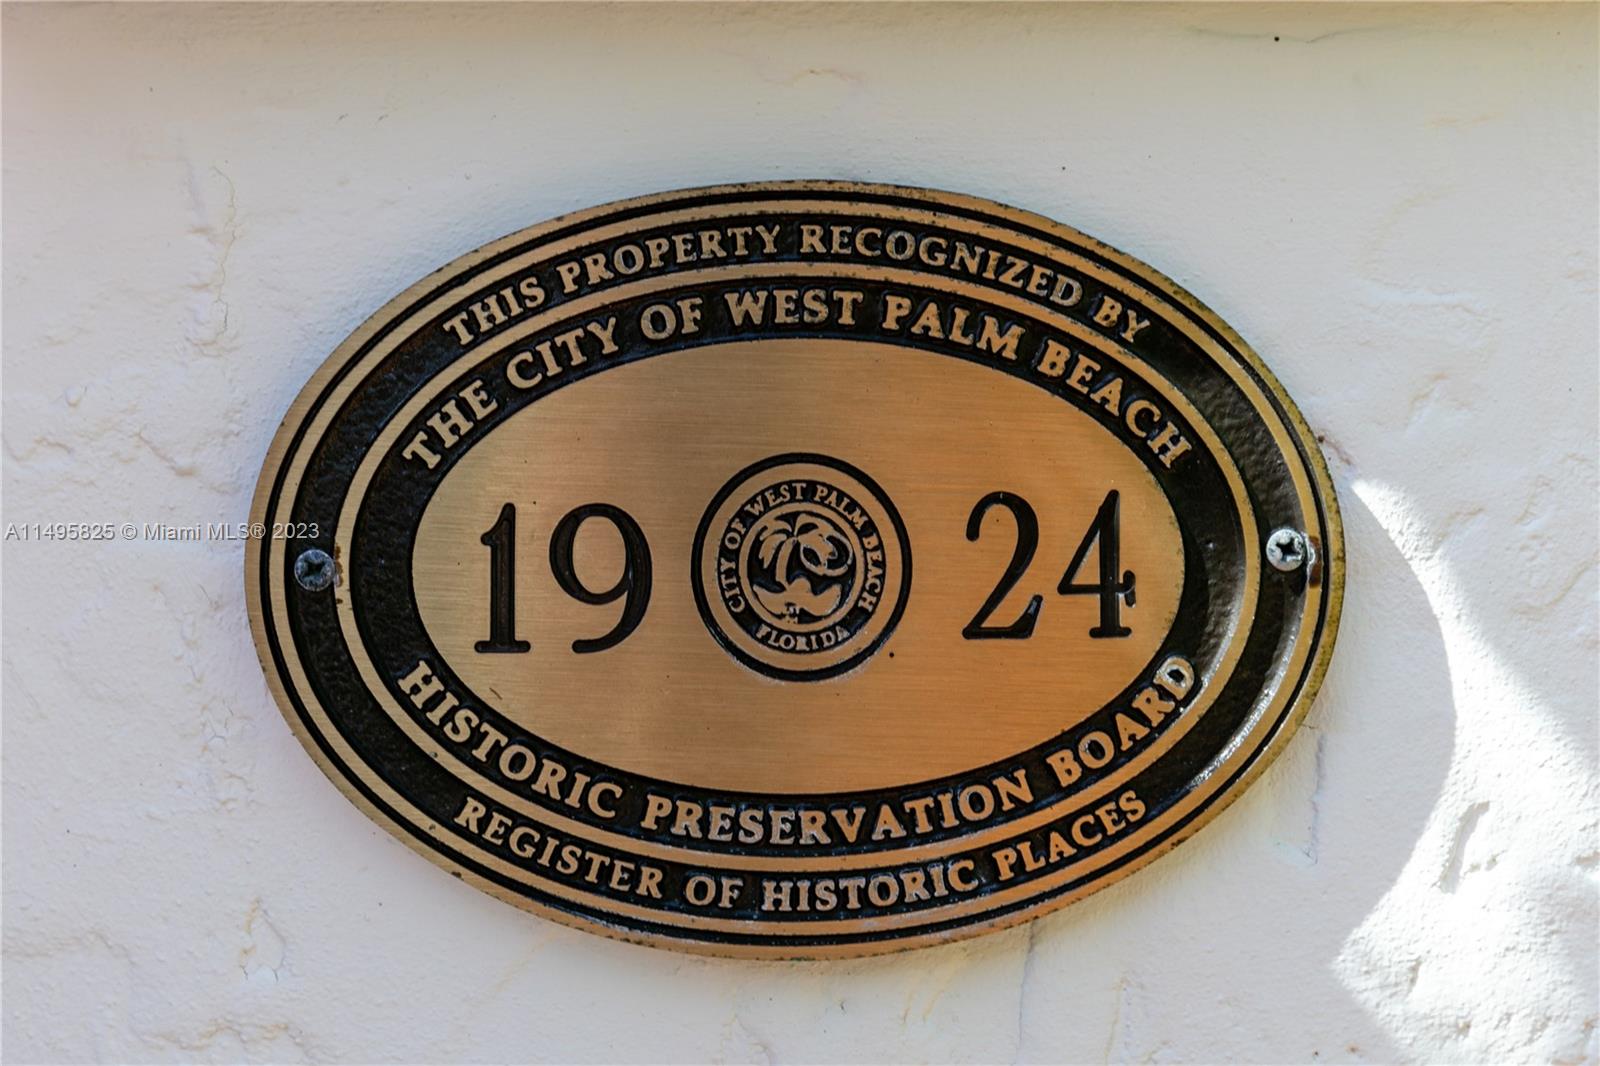 THIS PROPERTY RECOGNIZED BY
THE CITY OF WEST PALM BEACH
19 24
CITY OF WEST PALM BEACH
FLORIDA
HISTORIC PRESERVATION BOARD
REGISTER OF HISTORIC PLACES
A11495825 © Miami MLS® 2023